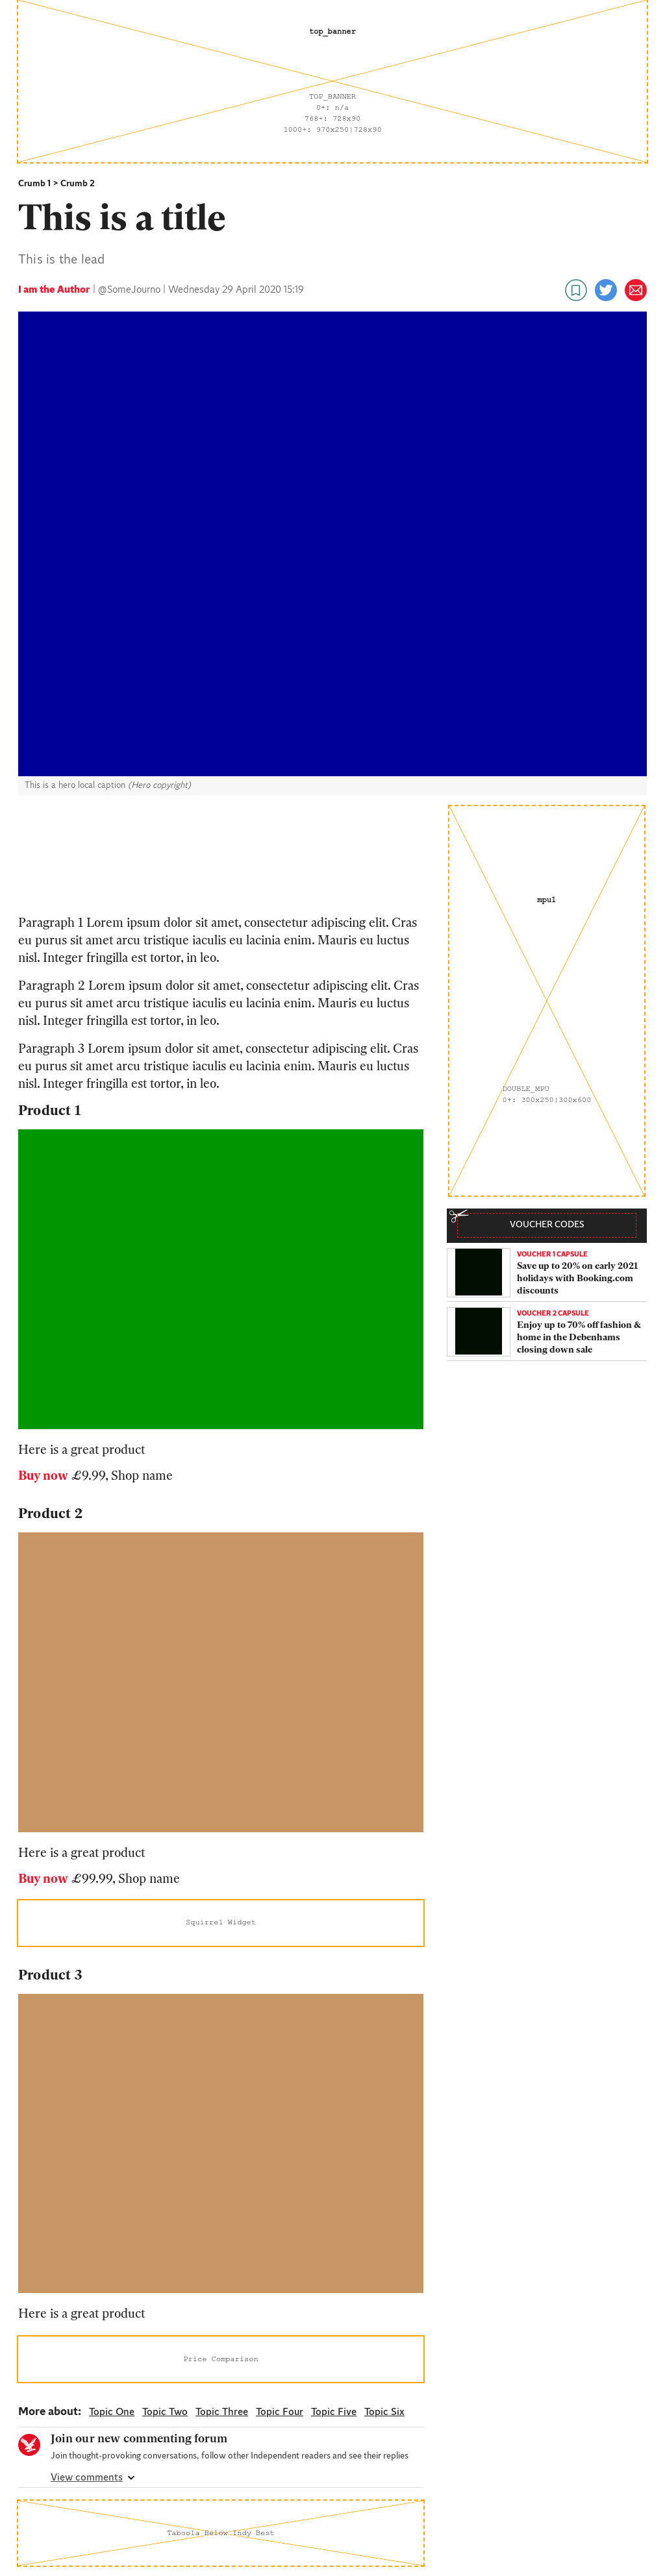 top_banner
TOP_BANNER
0+: n/a
768+: 728x90
1000+: 970x250|728x90
Crumb 1 > Crumb 2
This is a title
This is the lead
I am the Author | @SomeJourno | Wednesday 29 April 2020 15:19
This is a hero local caption (Hero copyright)
Paragraph 1 Lorem ipsum dolor sit amet, consectetur adipiscing elit. Cras
eu purus sit amet arcu tristique iaculis eu lacinia enim. Mauris eu luctus
nisl. Integer fringilla est tortor, in leo.
Paragraph 2 Lorem ipsum dolor sit amet, consectetur adipiscing elit. Cras
eu purus sit amet arcu tristique iaculis eu lacinia enim. Mauris eu luctus
nisl. Integer fringilla est tortor, in leo.
Paragraph 3 Lorem ipsum dolor sit amet, consectetur adipiscing elit. Cras
eu purus sit amet arcu tristique iaculis eu lacinia enim. Mauris eu luctus
nisl. Integer fringilla est tortor, in leo.
Product 1
Here is a great product
Buy now £9.99, Shop name
Product 2
Here is a great product
Buy now £99.99, Shop name
Squirrel Widget
Product 3
Here is a great product
Price Comparison
More about: Topic One Topic Two Topic Three Topic Four Topic Five Topic Six
Join our new commenting forum
Join thought-provoking conversations, follow other Independent readers and see their replies
View comments
Taboola Below Indy Best
mpu1
DOUBLE_MPU
0+: 300x250|300x600
VOUCHER CODES
VOUCHER 1 CAPSULE
Save up to 20% on early 2021
holidays with Booking.com
discounts
VOUCHER 2 CAPSULE
Enjoy up to 70% off fashion &
home in the Debenhams
closing down sale